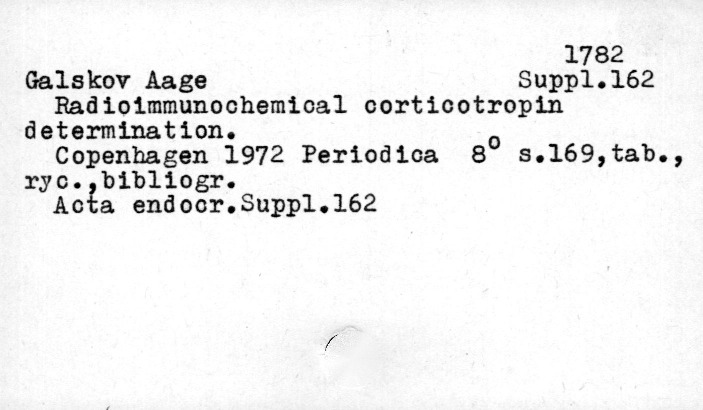 1782
Galskov Aage Suppl.162
Radioimmunochemical corticotropin
determination.
Copenhagen 1972 Periodica 8° s.169,tab.,
ryc.,bibliogr.
Acta endocr.Suppl.162